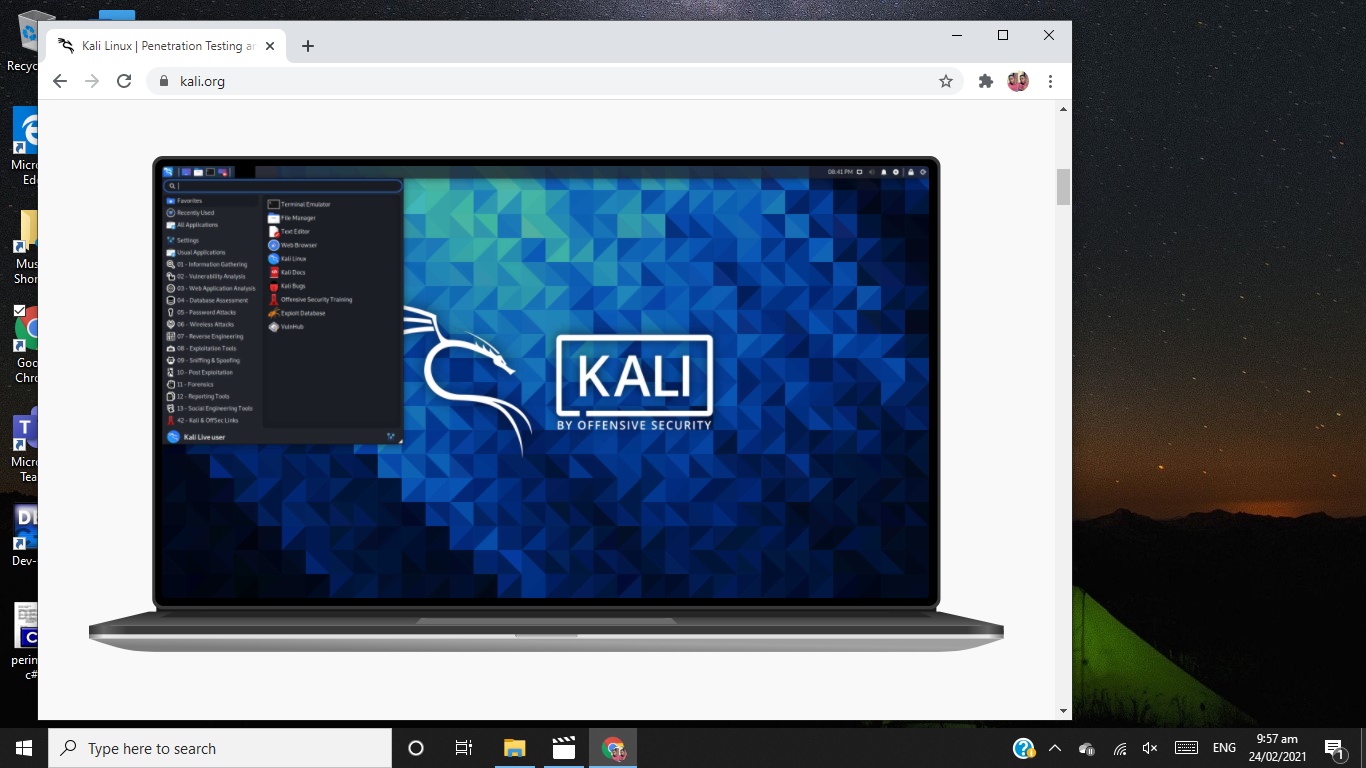 Recyc
Micro
Ed
Mus
Shor
Goo
Chro
Micro
Tea
DE
Dev-
C
perin
c#
Kali Linux | Penetration Testing ar
kali.org
08:41 PM
Favorites
Recently Used
All Applications
Settings
Usual Applications
01 - Information Gathering
02 - Vulnerability Analysis
03 - Web Application Analysis
04 - Database Assessment
05 - Password Attacks
06 - Wireless Attacks
07 - Reverse Engineering
08 - Exploitation Tools
09 - Sniffing & Spoofing
10 - Post Exploitation
11 - Forensics
12 - Reporting Tools
13 - Social Engineering Tools
42 - Kali & OffSec Links
Kali Live user
Terminal Emulator
File Manager
Text Editor
Web Browser
Kali Linux
Kali Docs
Kali Bugs
Offensive Security Training
Exploit Database
VulnHub
KALI
BY OFFENSIVE SECURITY
Type here to search
ENG
9:57 am
24/02/2021
1